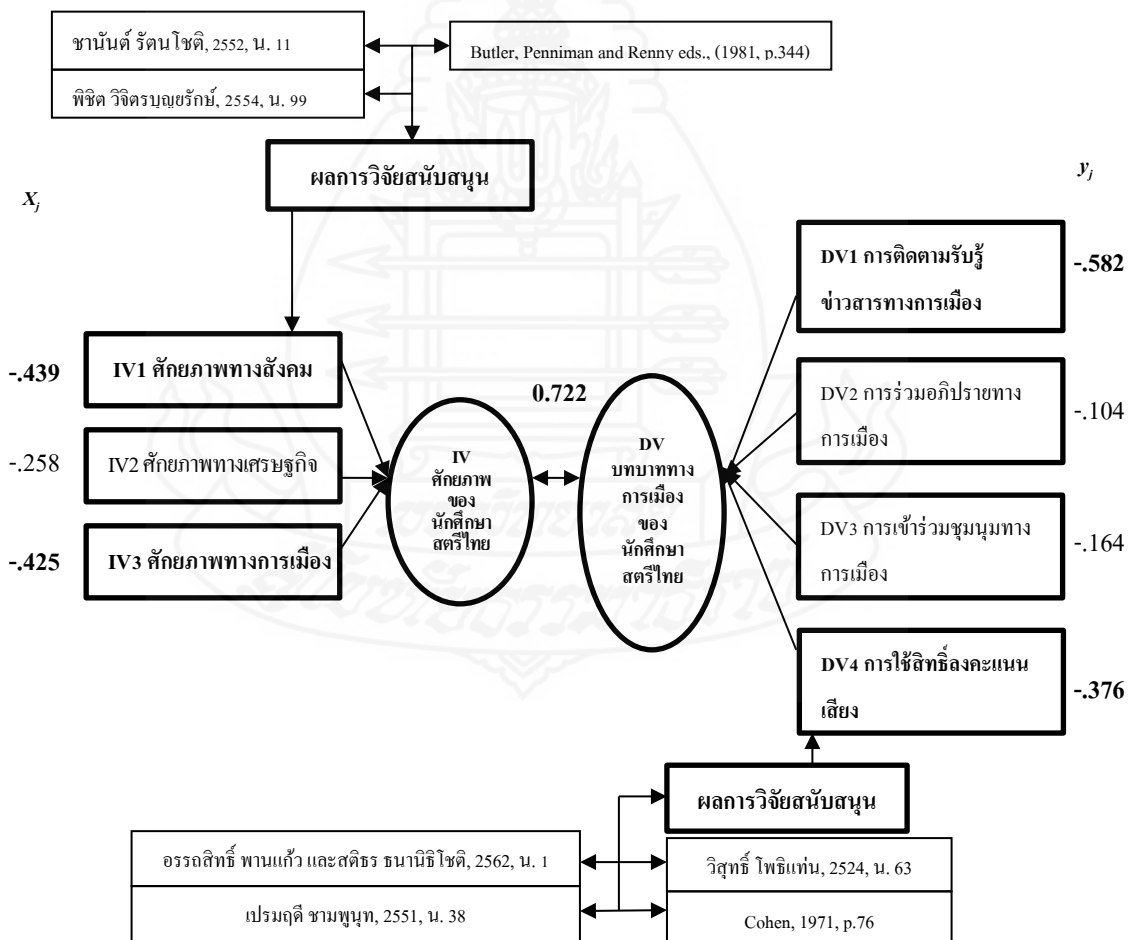 ชานันต์ รัตนโชติ, 2552, น. 11
Butler, Penniman and Renny eds., (1981, p.344)
พิชิต วิจิตรบุญยรักษ์, 2554, น. 99
ผลการวิจัยสนับสนุน
Xj
yj
DV1 การติดตามรับรู้
ข่าวสารทางการเมือง
-.582
-.439
IV1 ศักยภาพทางสังคม
-.258
IV2 ศักยภาพทางเศรษฐกิจ
-.425
IV3 ศักยภาพทางการเมือง
IV
ศักยภาพ
ของ
นักศึกษา
สตรีไทย
0.722
DV
บทบาททาง
การเมือง
ของ
นักศึกษา
สตรีไทย
DV2 การร่วมอภิปรายทาง
การเมือง
-.104
DV3 การเข้าร่วมชุมนุมทาง
การเมือง
-.164
DV4 การใช้สิทธิ์ลงคะแนน
เสียง
-.376
ผลการวิจัยสนับสนุน
อรรถสิทธิ์ พานแก้ว และสติธร ธนานิธิโชติ, 2562, น. 1
วิสุทธิ์ โพธิแท่น, 2524, น. 63
เปรมฤดี ชามพูนุท, 2551, น. 38
Cohen, 1971, p.76